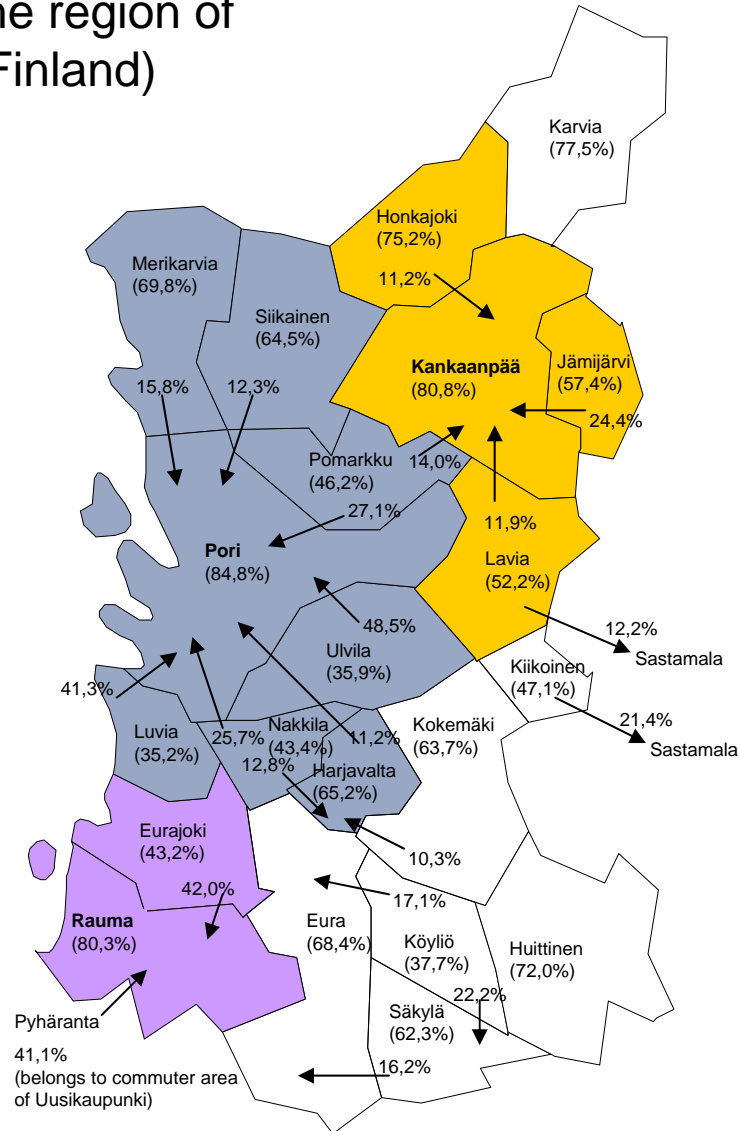 he region of
Finland)
Karvia
(77,5%)
Honkajoki
(75,2%)
11,2%
Merikarvia
(69,8%)
Siikainen
(64,5%)
Kankaanpää
(80,8%)
Jämijärvi
(57,4%)
24,4%
15,8%
12,3%
Pomarkku
(46,2%)
14,0%
27,1%
11,9%
Lavia
(52,2%)
Pori
(84,8%)
48,5%
12,2%
Sastamala
Ulvila
(35,9%)
Kiikoinen
(47,1%)
21,4%
Sastamala
41,3%
Luvia
(35,2%)
25,7%
Nakkila
(43,4%)
11,2%
Kokemäki
(63,7%)
12,8%
Harjavalta
(65,2%)
Eurajoki
(43,2%)
10,3%
42,0%
17,1%
Rauma
(80,3%)
Eura
(68,4%)
Köyliö
(37,7%)
Huittinen
(72,0%)
22,2%
Säkylä
(62,3%)
Pyhäranta
41,1%
(belongs to commuter area
of Uusikaupunki)
16,2%